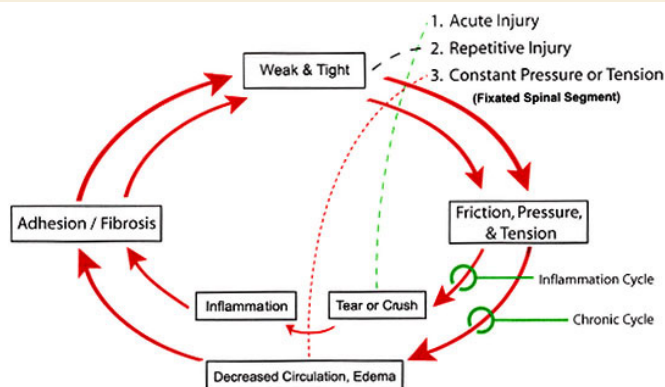 1. Acute Injury
2. Repetitive Injury
3. Constant Pressure or Tension
(Fixated Spinal Segment)
Weak & Tight
Adhesion / Fibrosis
Friction, Pressure,
& Tension
Inflammation
Tear or Crush
Inflammation Cycle
Chronic Cycle
Decreased Circulation, Edema